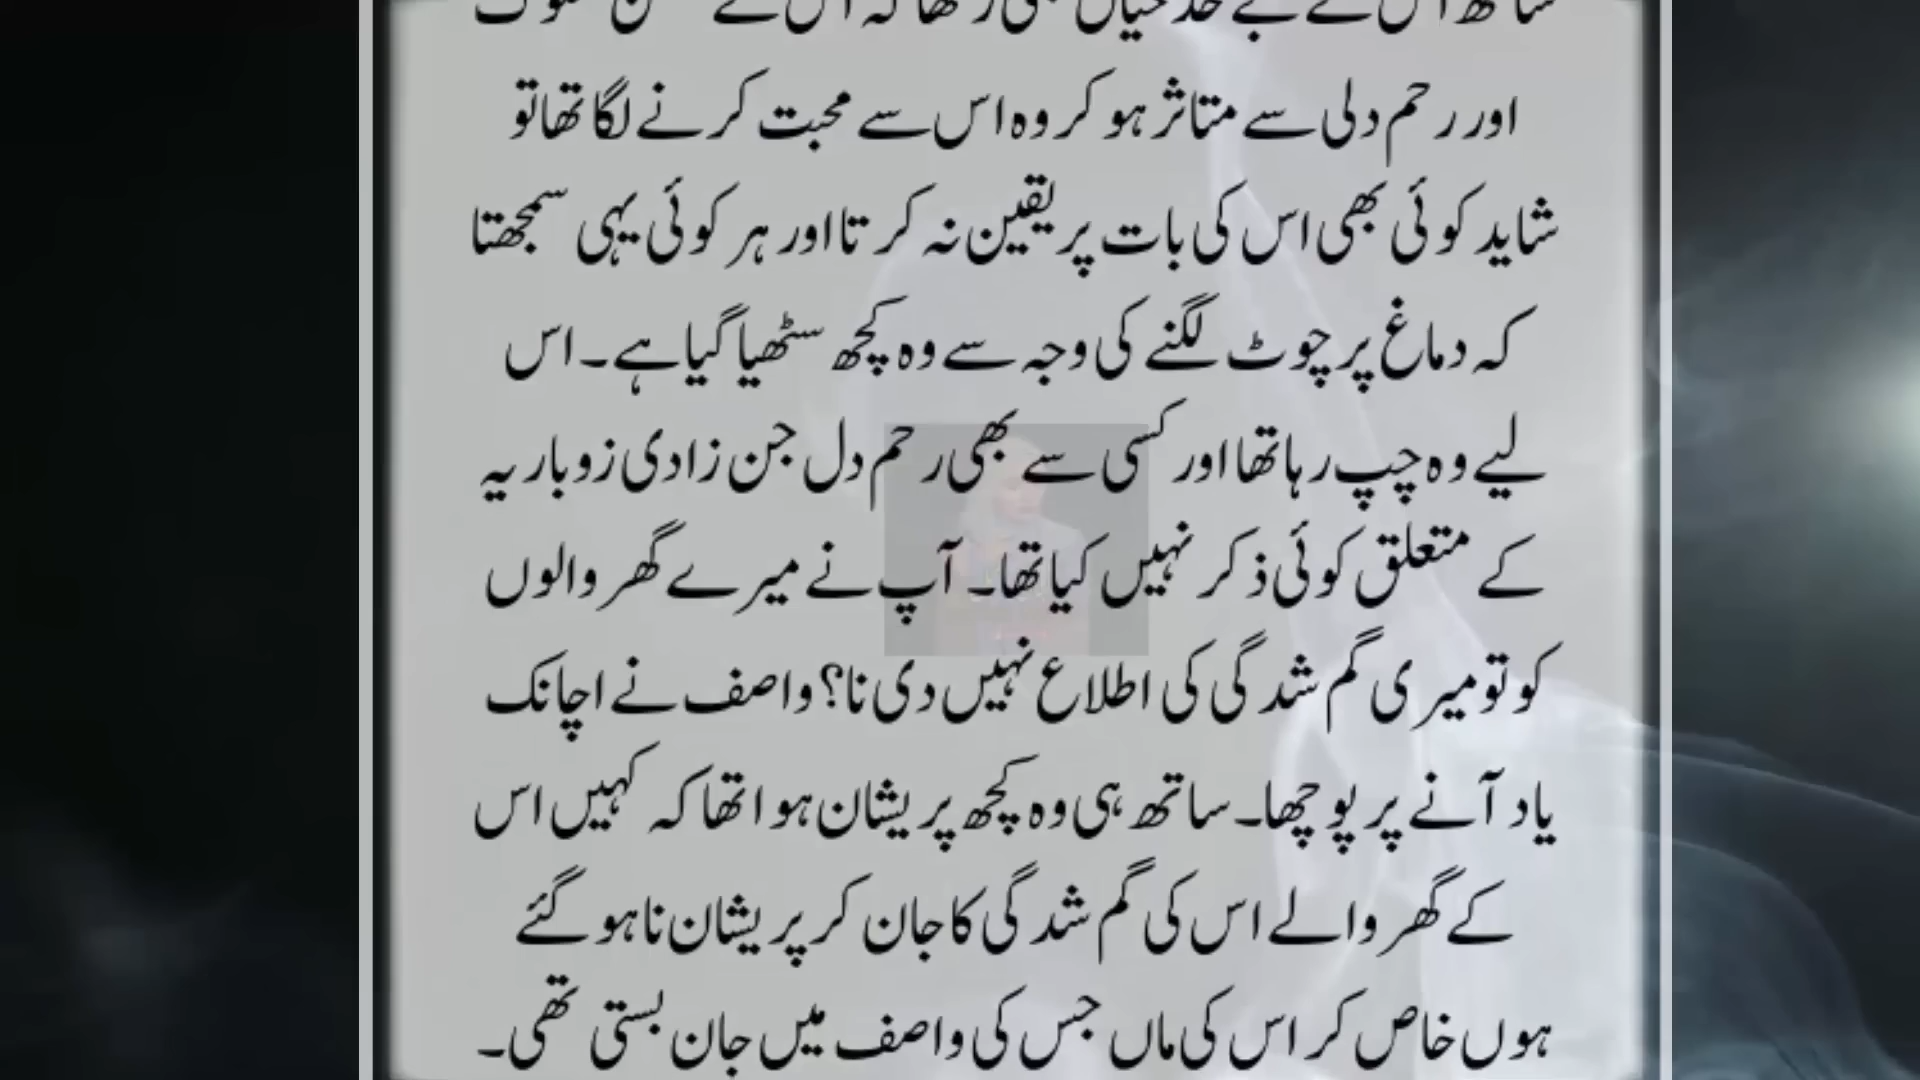 اور رحم دلی سے متاثر ہو کر وہ اس سے محبت کرنے لگا تھا تو
شاید کوئی بھی اس کی بات پر یقین نہ کرتا اور ہر کوئی یہی سمجھتا
کہ دماغ پر چوٹ لگنے کی وجہ سے وہ کچھ سٹھیا گیا ہے۔ اس
لیے وہ چپ رہا تھا اور کسی سے بھی رحم دل جن زادی زوباریہ
کے متعلق کوئی ذکر نہیں کیا تھا۔ آپ نے میرے گھر والوں
کو تو میری گم شدگی کی اطلاع نہیں دی نا؟ واصف نے اچانک
یاد آنے پر پوچھا۔ ساتھ ہی وہ کچھ پریشان ہوا تھا کہ کہیں اس
کے گھر والے اس کی گم شدگی کا جان کر پریشان نا ہو گئے
ہوں خاص کر اس کی ماں جس کی واصف میں جان بستی تھی۔